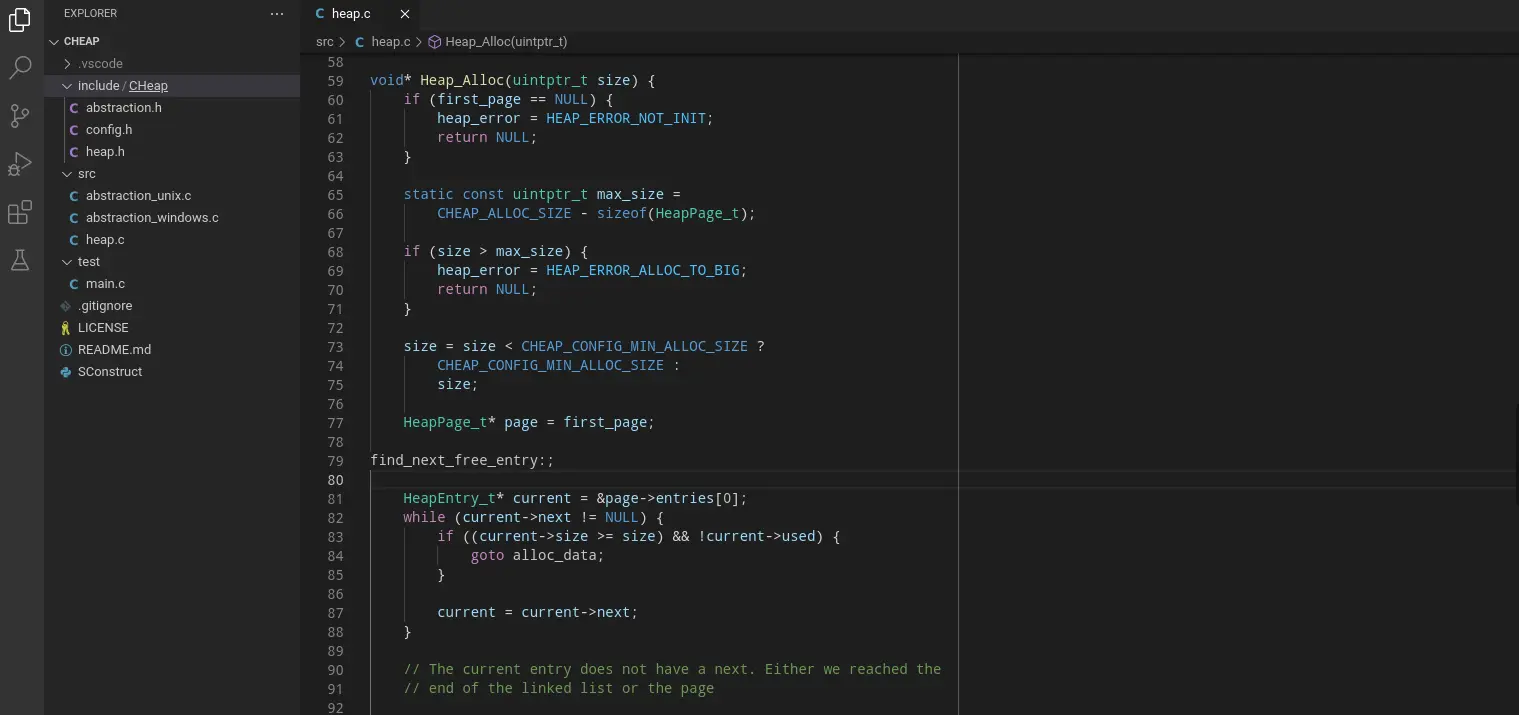 EXPLORER ···
CHEAP
.vscode
include / CHeap
C abstraction.h
C config.h
C heap.h
src
C abstraction_unix.c
C abstraction_windows.c
C heap.c
test
C main.c
.gitignore
LICENSE
README.md
SConstruct
C heap.c
src > C heap.c > Heap_Alloc(uintptr_t)
58
59 void* Heap_Alloc(uintptr_t size) {
60     if (first_page == NULL) {
61         heap_error = HEAP_ERROR_NOT_INIT;
62         return NULL;
63     }
64
65     static const uintptr_t max_size =
66         CHEAP_ALLOC_SIZE - sizeof(HeapPage_t);
67
68     if (size > max_size) {
69         heap_error = HEAP_ERROR_ALLOC_TO_BIG;
70         return NULL;
71     }
72
73     size = size < CHEAP_CONFIG_MIN_ALLOC_SIZE ?
74         CHEAP_CONFIG_MIN_ALLOC_SIZE :
75         size;
76
77     HeapPage_t* page = first_page;
78
79 find_next_free_entry:;
80
81     HeapEntry_t* current = &page->entries[0];
82     while (current->next != NULL) {
83         if ((current->size >= size) && !current->used) {
84             goto alloc_data;
85         }
86
87         current = current->next;
88     }
89
90     // The current entry does not have a next. Either we reached the
91     // end of the linked list or the page
92